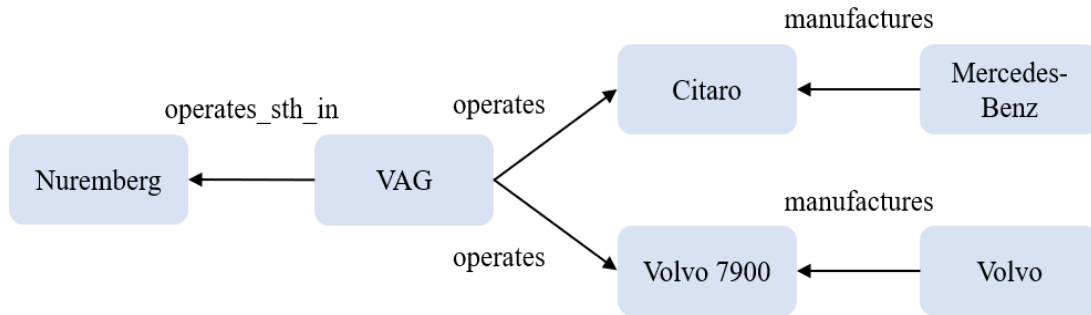 manufactures
Citaro
Mercedes-
Benz
operates
operates_sth_in
Nuremberg
VAG
manufactures
operates
Volvo 7900
Volvo